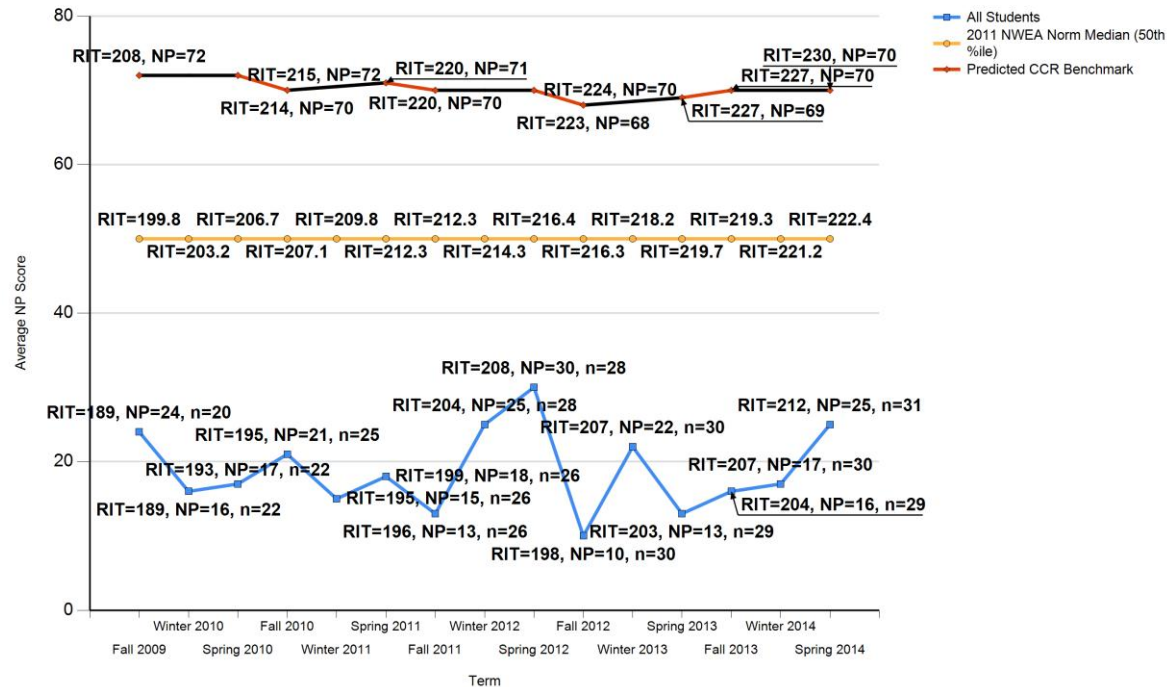 80
All Students
2011 NWEA Norm Median (50th
%ile)
Predicted CCR Benchmark
RIT=208, NP=72
RIT=230, NP=70
RIT=215, NP=72
RIT=220, NP=71
RIT=227, NP=70
RIT=214, NP=70
RIT=220, NP=70
RIT=224, NP=70
RIT=223, NP=68
RIT=227, NP=69
60
RIT=199.8
RIT=206.7
RIT=209.8
RIT=212.3
RIT=216.4
RIT=218.2
RIT=219.3
RIT=222.4
RIT=203.2
RIT=207.1
RIT=212.3
RIT=214.3
RIT=216.3
RIT=219.7
RIT=221.2
40
Average NP Score
RIT=208, NP=30, n=28
RIT=189, NP=24, n=20
RIT=204, NP=25, n=28
RIT=212, NP=25, n=31
RIT=195, NP=21, n=25
RIT=207, NP=22, n=30
20
RIT=193, NP=17, n=22
RIT=199, NP=18, n=26
RIT=207, NP=17, n=30
RIT=195, NP=15, n=26
RIT=189, NP=16, n=22
RIT=204, NP=16, n=29
RIT=196, NP=13, n=26
RIT=203, NP=13, n=29
RIT=198, NP=10, n=30
0
Winter 2010
Fall 2010
Spring 2011
Winter 2012
Fall 2012
Spring 2013
Winter 2014
Fall 2009
Spring 2010
Winter 2011
Fall 2011
Spring 2012
Winter 2013
Fall 2013
Spring 2014
Term